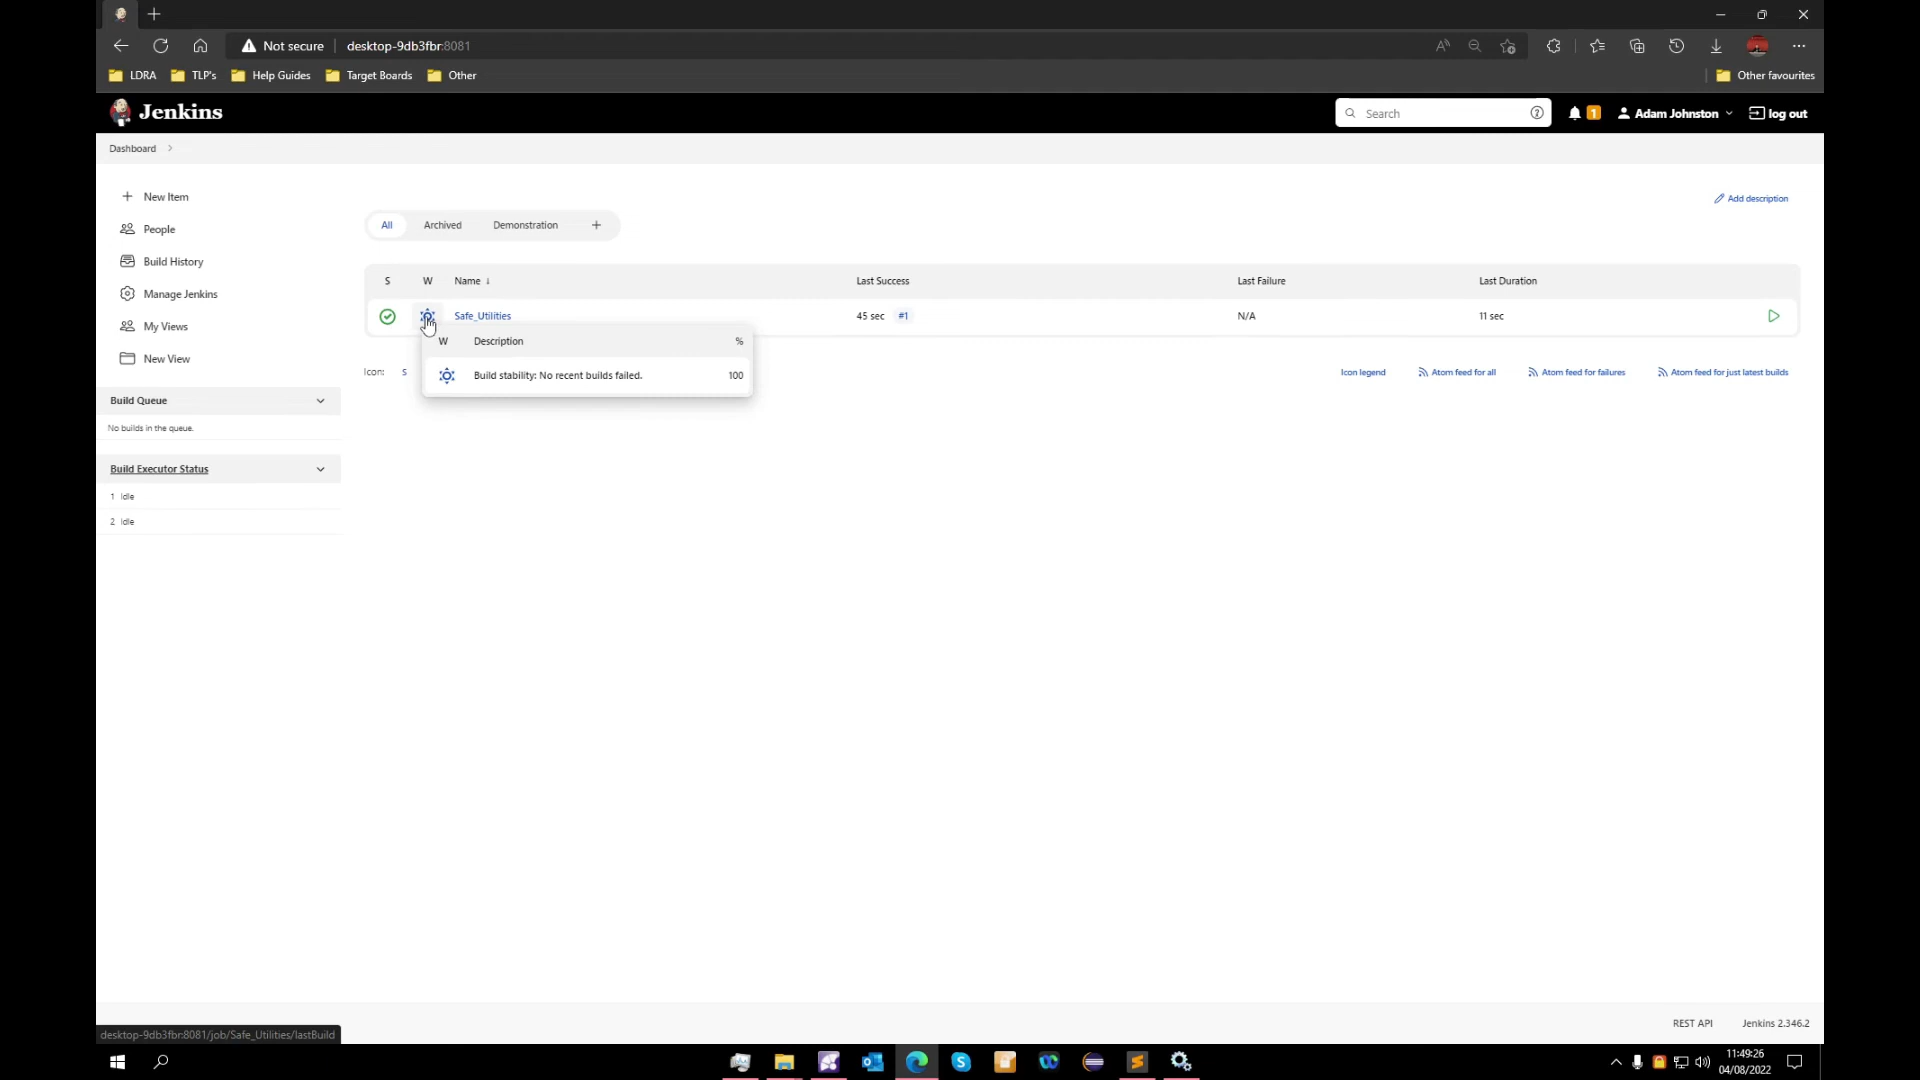 Not secure desktop-9db3fbr:8081
LDRA TLP's Help Guides Target Boards Other Other favourites
Jenkins Search 1 Adam Johnston log out
Dashboard
New Item
People
Build History
Manage Jenkins
My Views
New View
Build Queue
No builds in the queue.
Build Executor Status
1 Idle
2 Idle
Add description
All Archived Demonstration +
S W Name ↓ Last Success Last Failure Last Duration
Safe_Utilities 45 sec #1 N/A 11 sec
W Description %
Build stability: No recent builds failed. 100
Icon: S Icon legend Atom feed for all Atom feed for failures Atom feed for just latest builds
REST API Jenkins 2.346.2
desktop-9db3fbr:8081/job/Safe_Utilities/lastBuild
11:49:26
04/08/2022